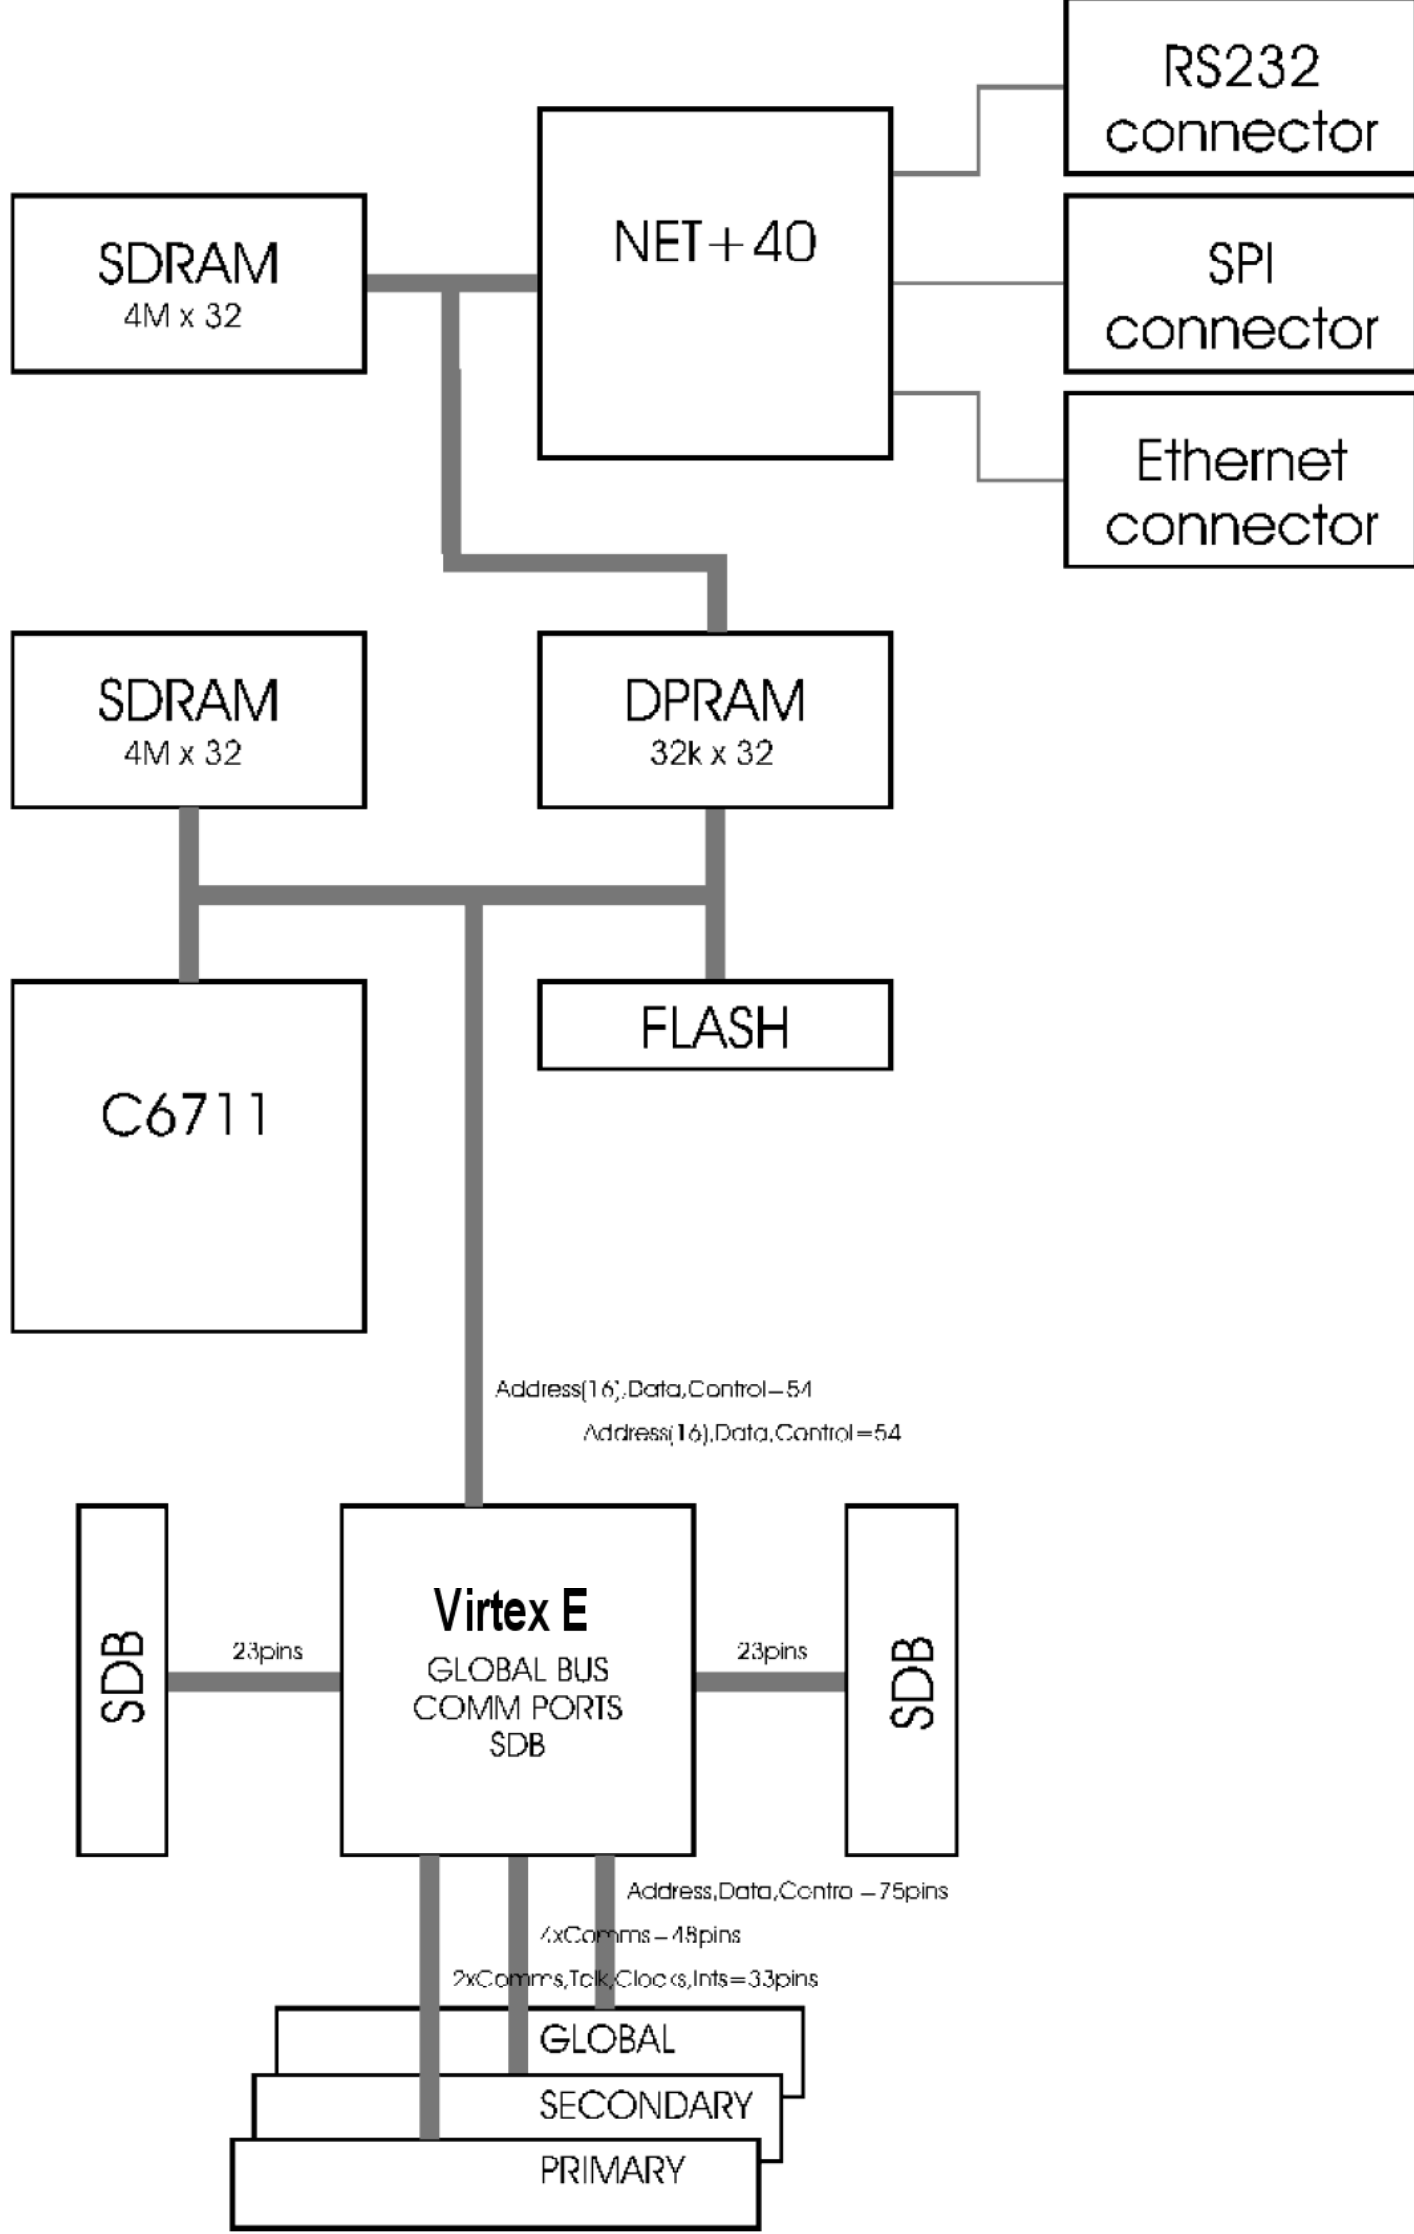 RS232
connector
NET+40
SDRAM
4M x 32
SPI
connector
Ethernet
connector
SDRAM
4M x 32
DPRAM
32k x 32
FLASH
C6711
Address(16),Data,Control=54
Address(16),Data,Control=54
SDB
23pins
Virtex E
GLOBAL BUS
COMM PORTS
SDB
23pins
SDB
Address,Data,Contro =75pins
4xComms=48pins
2xComms,Tclk,Clocks,Ints=33pins
GLOBAL
SECONDARY
PRIMARY